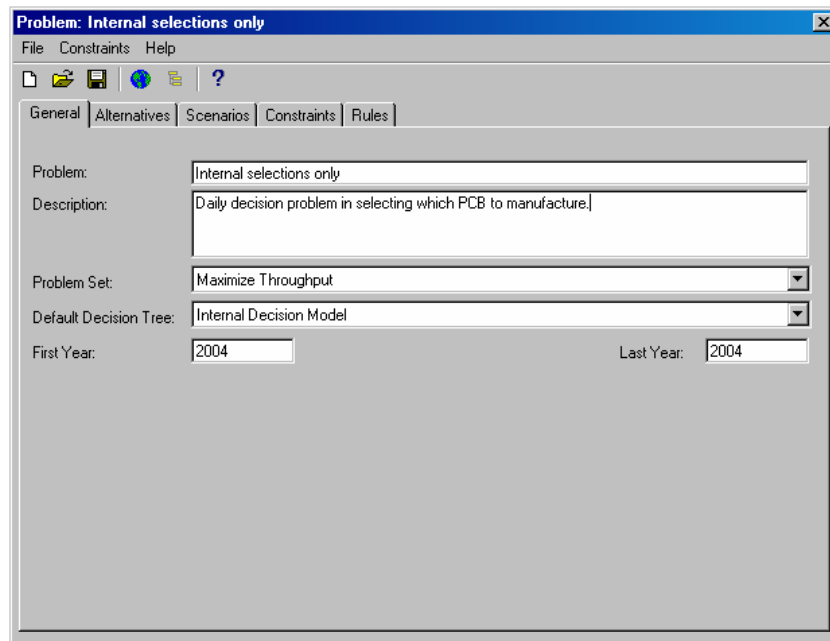 Problem: Internal selections only
File Constraints Help
?
General Alternatives Scenarios Constraints Rules
Problem: Internal selections only
Description: Daily decision problem in selecting which PCB to manufacture.
Problem Set: Maximize Throughput
Default Decision Tree: Internal Decision Model
First Year: 2004 Last Year: 2004